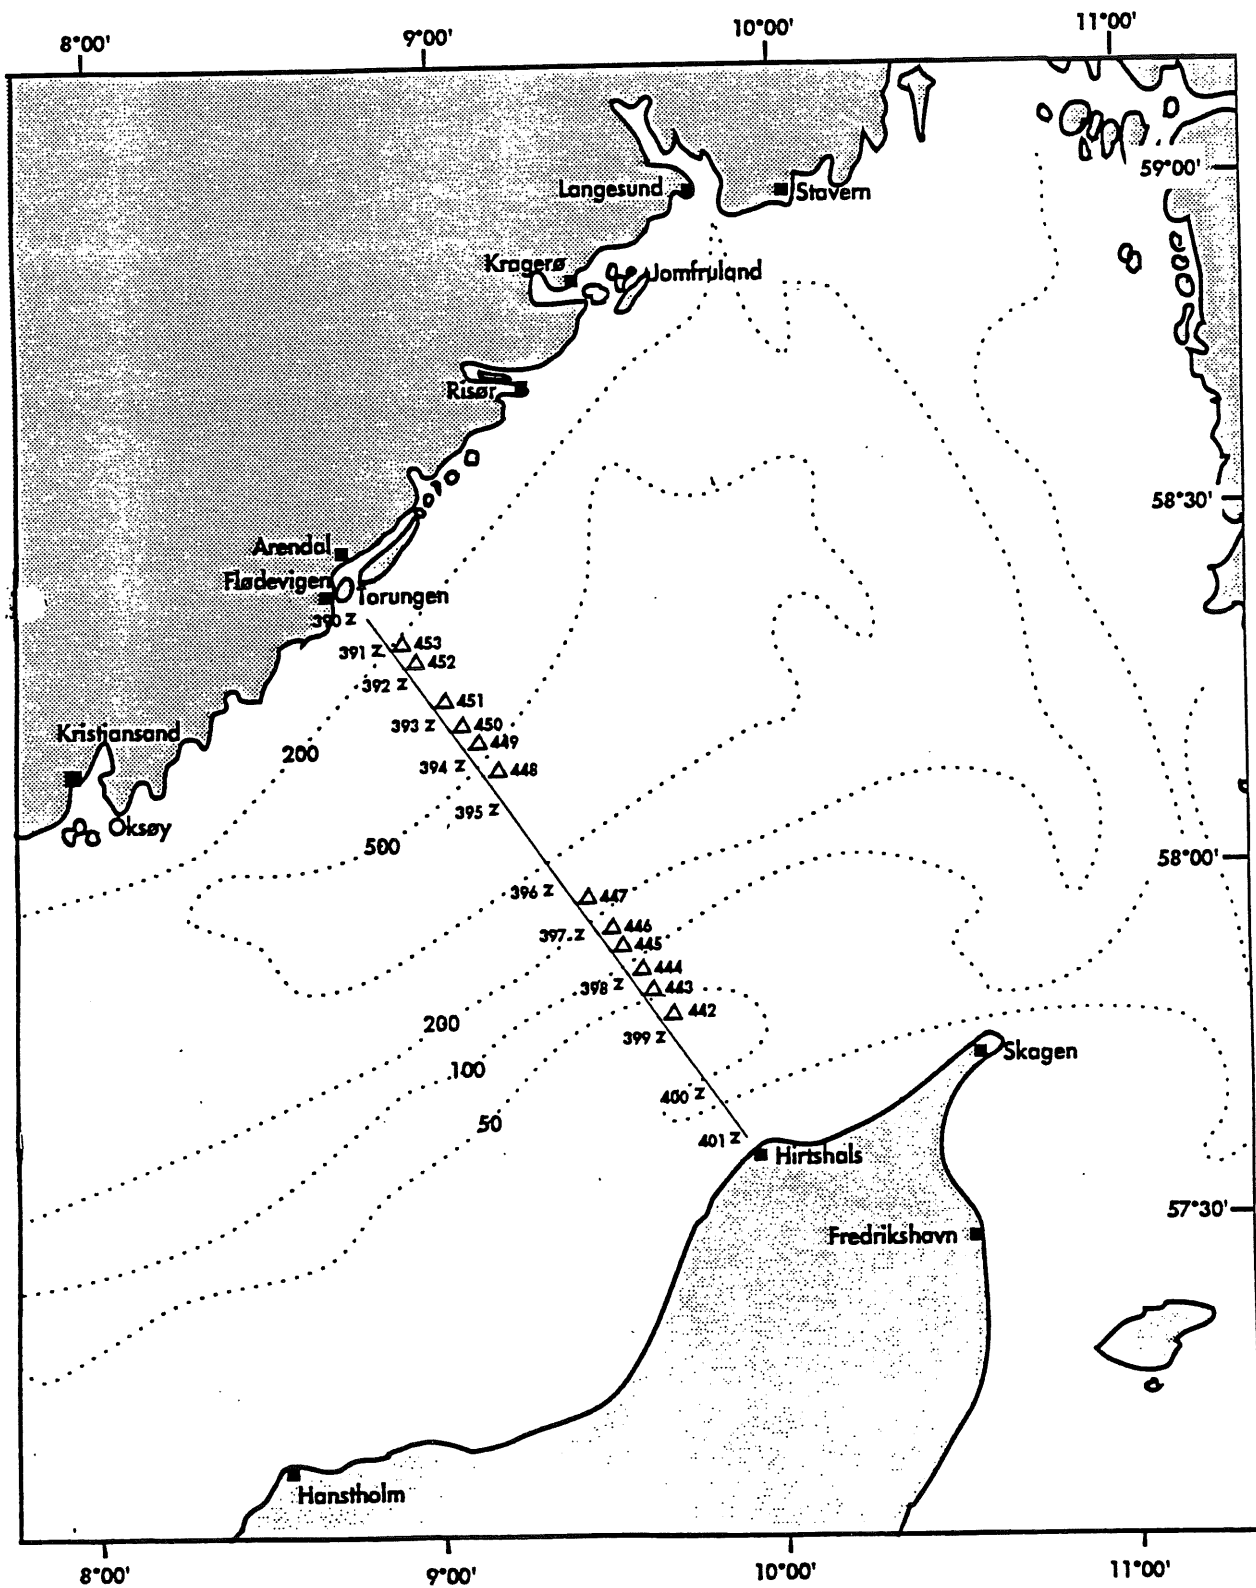 8°00'
9°00'
10°00'
11°00'
59°00'
Langesund
Stavern
Kragerø
Jomfruland
Risør
58°30'
Arendal
Flødevigen
Torungen
390 Z
391 Z
453
452
392 Z
451
393 Z
450
449
Kristiansand
200
394 Z
448
395 Z
Oksøy
500
58°00'
396 Z
447
446
397 Z
445
444
398 Z
443
442
200
399 Z
Skagen
100
400 Z
50
401 Z
Hirtshals
57°30'
Fredrikshavn
Hanstholm
8°00'
9°00'
10°00'
11°00'